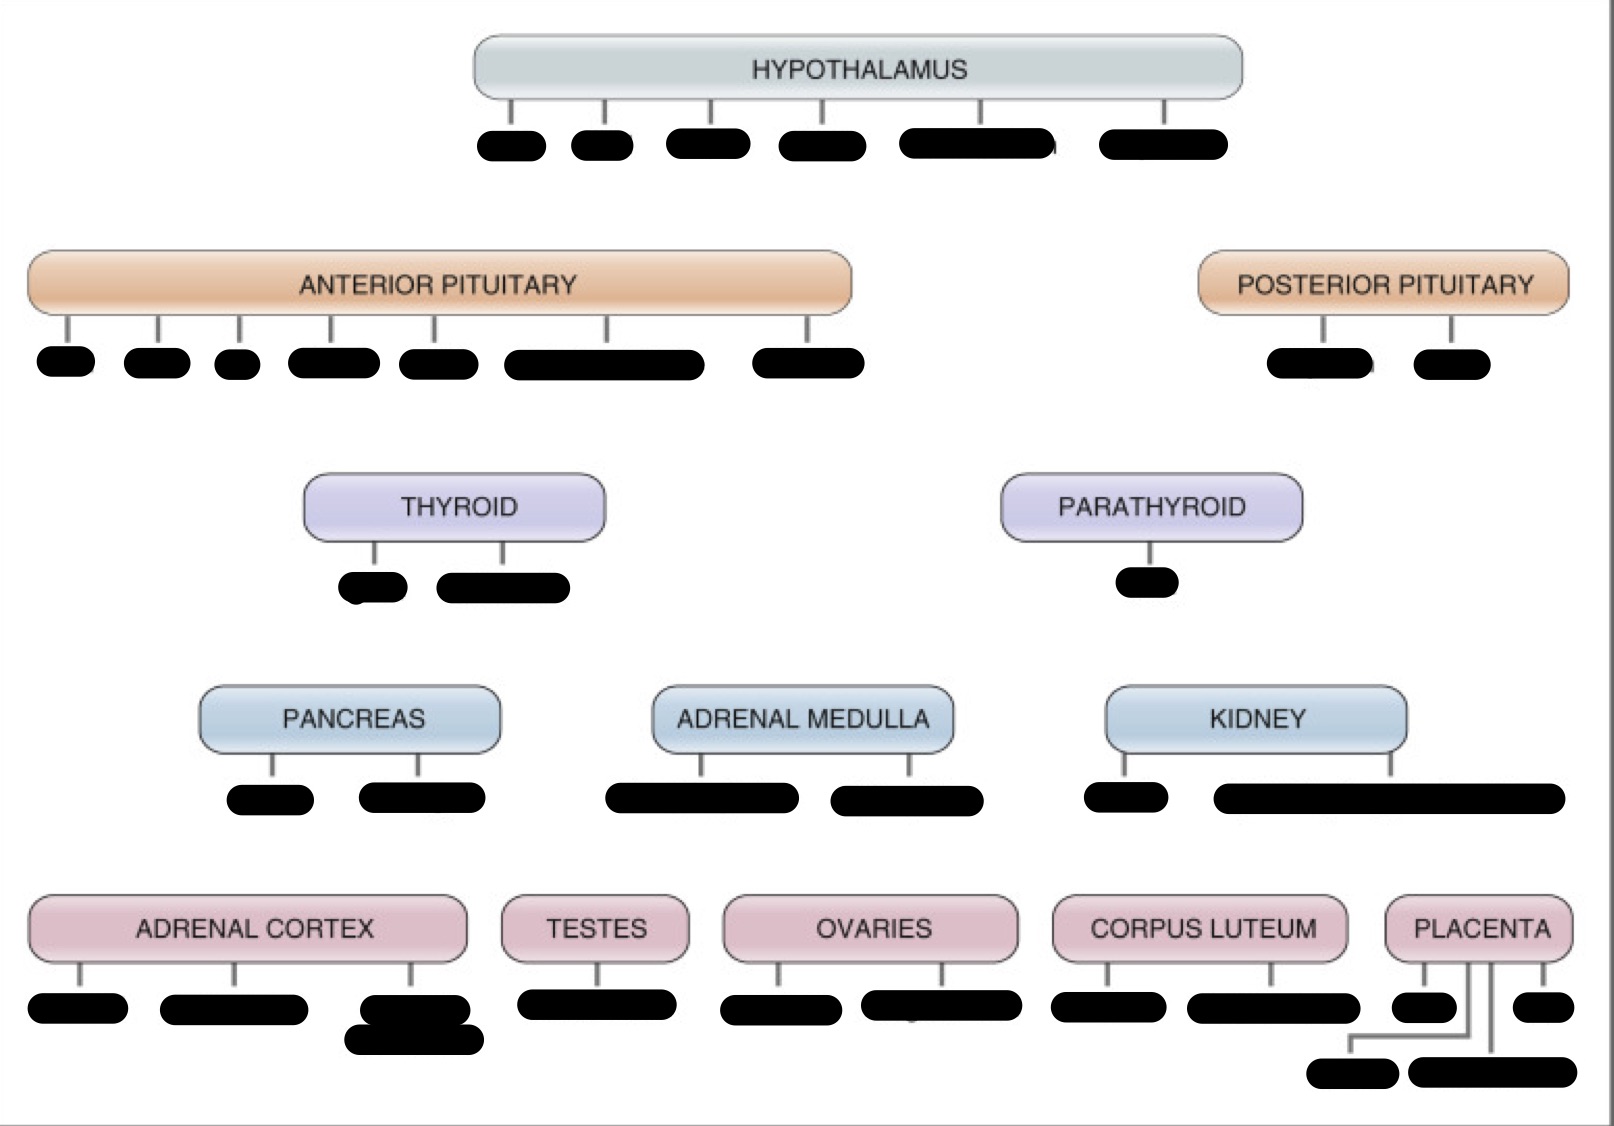 HYPOTHALAMUS
ANTERIOR PITUITARY
POSTERIOR PITUITARY
THYROID
PARATHYROID
PANCREAS
ADRENAL MEDULLA
KIDNEY
ADRENAL CORTEX
TESTES
OVARIES
CORPUS LUTEUM
PLACENTA